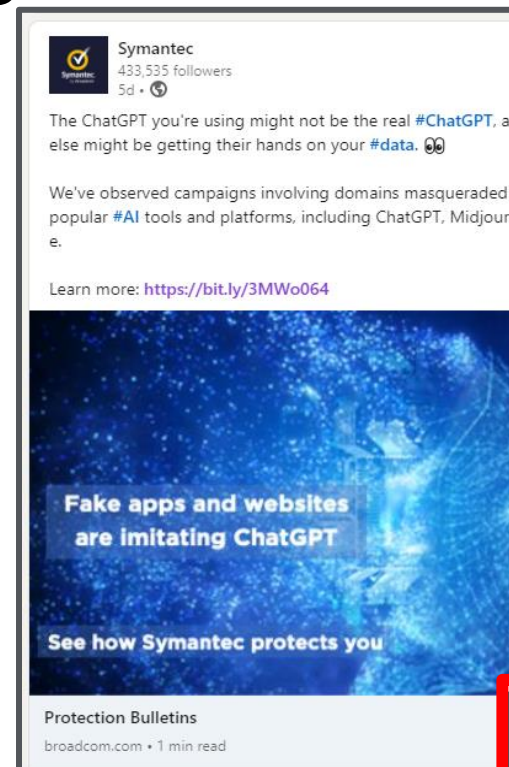 Symantec
Symantec
433,535 followers
by Broadcom
5d •
The ChatGPT you're using might not be the real #ChatGPT, a
else might be getting their hands on your #data. 👀
We've observed campaigns involving domains masqueraded
popular #AI tools and platforms, including ChatGPT, Midjour
e.
Learn more: https://bit.ly/3MWo064
Fake apps and websites
are imitating ChatGPT
See how Symantec protects you
Protection Bulletins
broadcom.com • 1 min read